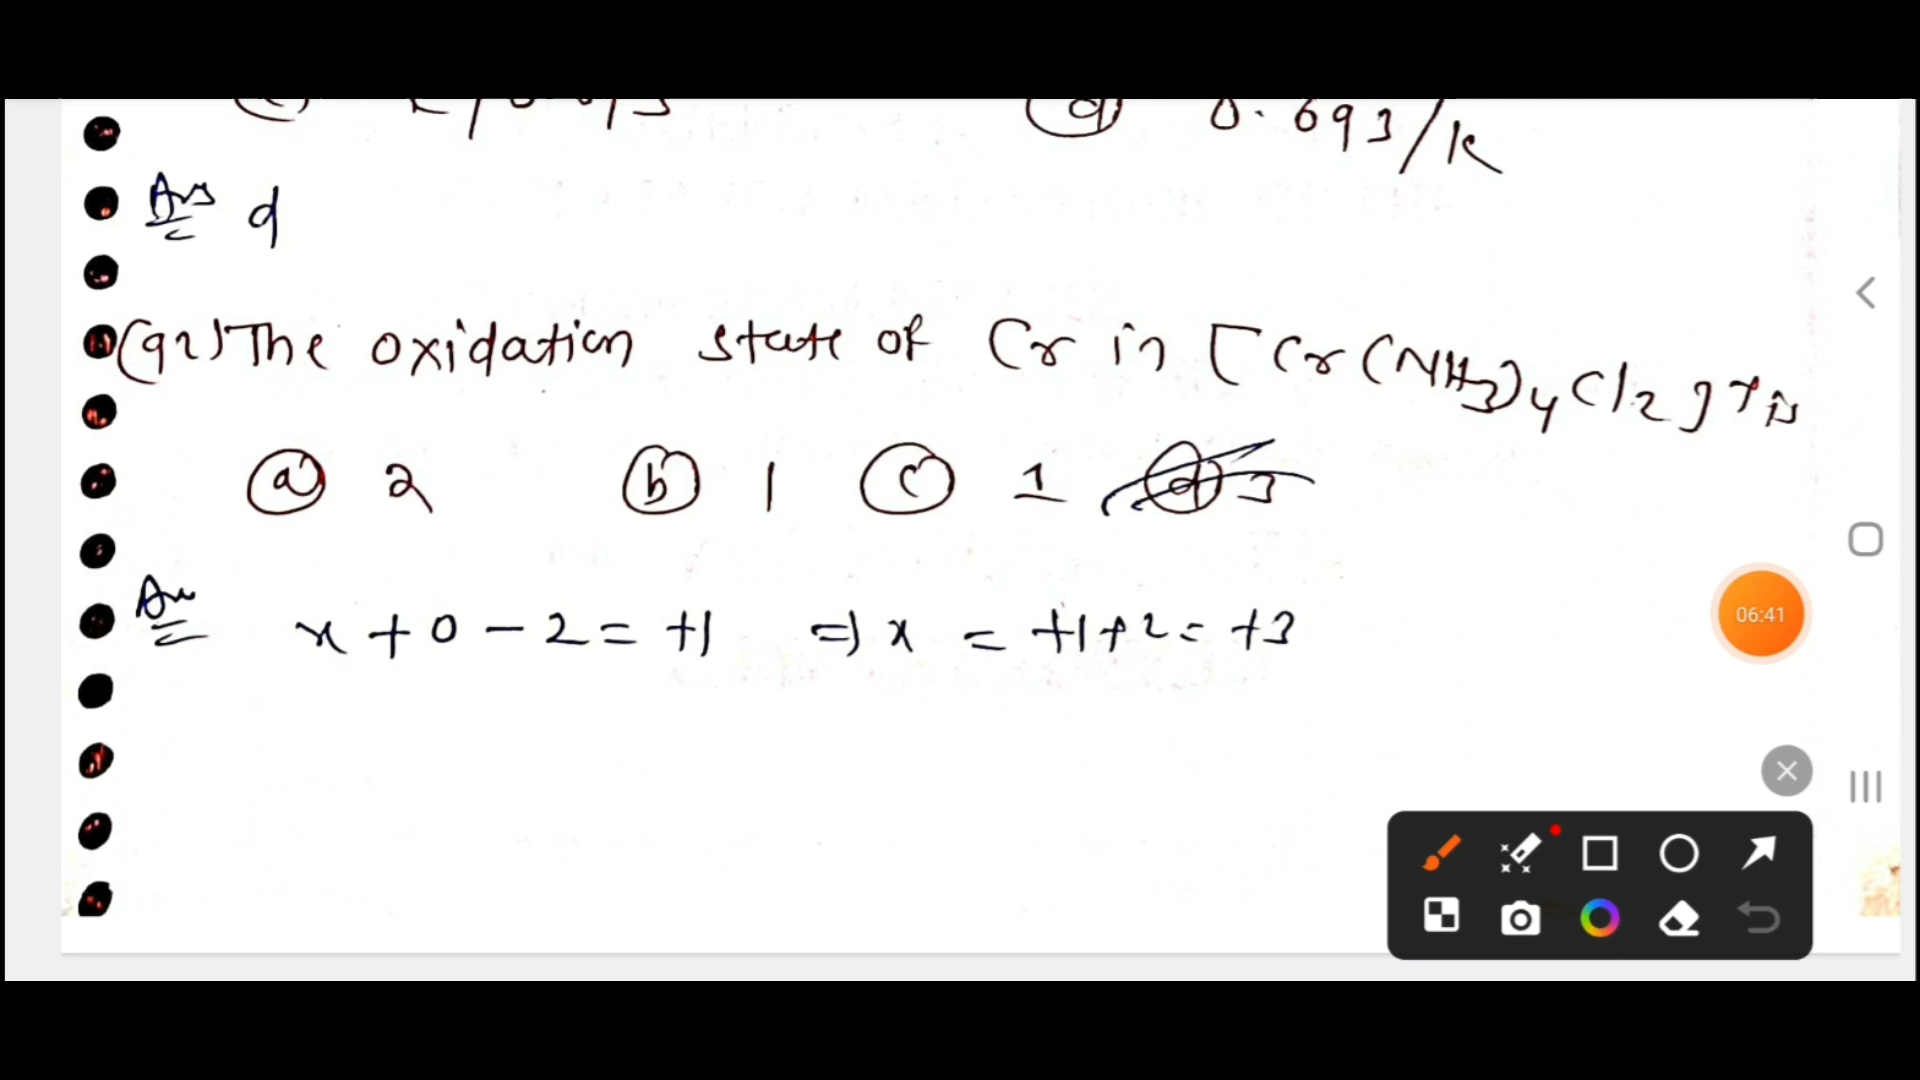 (d) 0.693/k
Ans d
(92) The oxidation state of Cr in [Cr(NH3)4Cl2]+ is
(a) 2 (b) 1 (c) 1 (d) 3
Ans x + 0 - 2 = +1 ⇒ x = +1+2 = +3
06:41